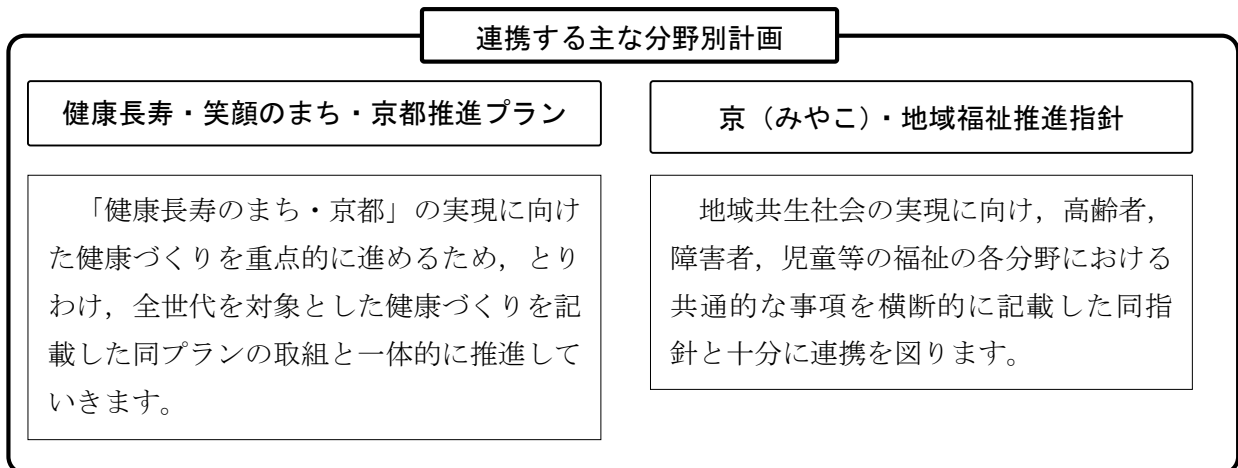 連携する主な分野別計画
健康長寿・笑顔のまち・京都推進プラン
「健康長寿のまち・京都」の実現に向け
た健康づくりを重点的に進めるため，とり
わけ，全世代を対象とした健康づくりを記
載した同プランの取組と一体的に推進して
いきます。
京（みやこ）・地域福祉推進指針
地域共生社会の実現に向け，高齢者，
障害者，児童等の福祉の各分野における
共通的な事項を横断的に記載した同指
針と十分に連携を図ります。